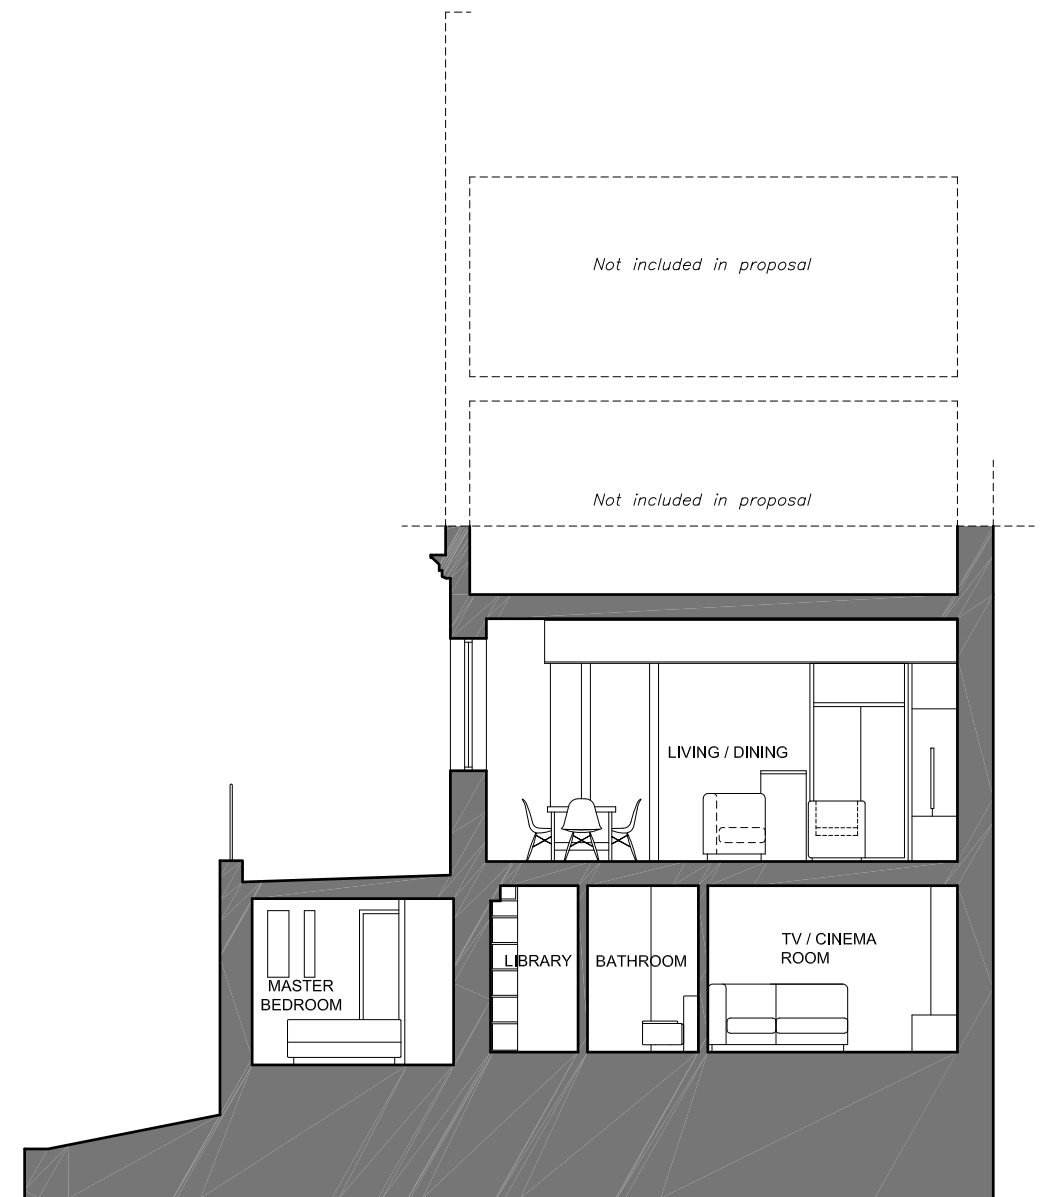 Not included in proposal
Not included in proposal
LIVING / DINING
TV / CINEMA
ROOM
LIBRARY
BATHROOM
MASTER
BEDROOM